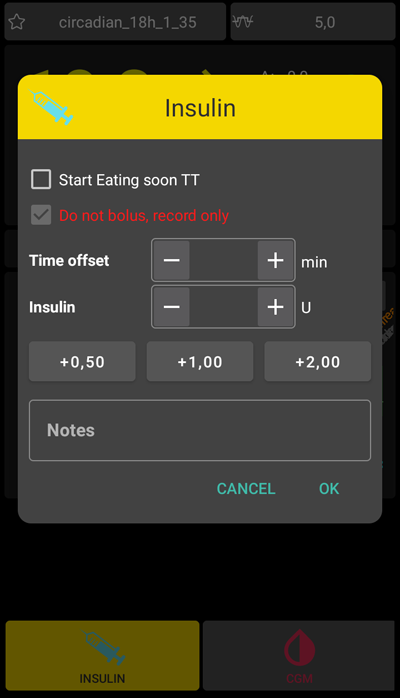 circadian_18h_1_35
5,0
Insulin
Start Eating soon TT
Do not bolus, record only
Time offset
min
Insulin
U
+0,50
+1,00
+2,00
Notes
CANCEL
OK
INSULIN
CGM